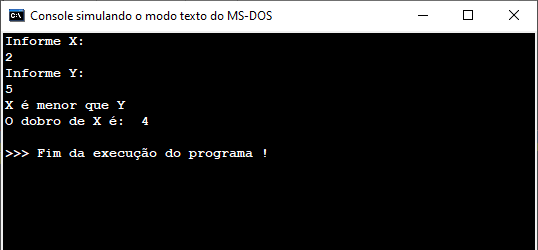 Console simulando o modo texto do MS-DOS
Informe X:
2
Informe Y:
5
X é menor que Y
O dobro de X é:  4
>>> Fim da execução do programa !